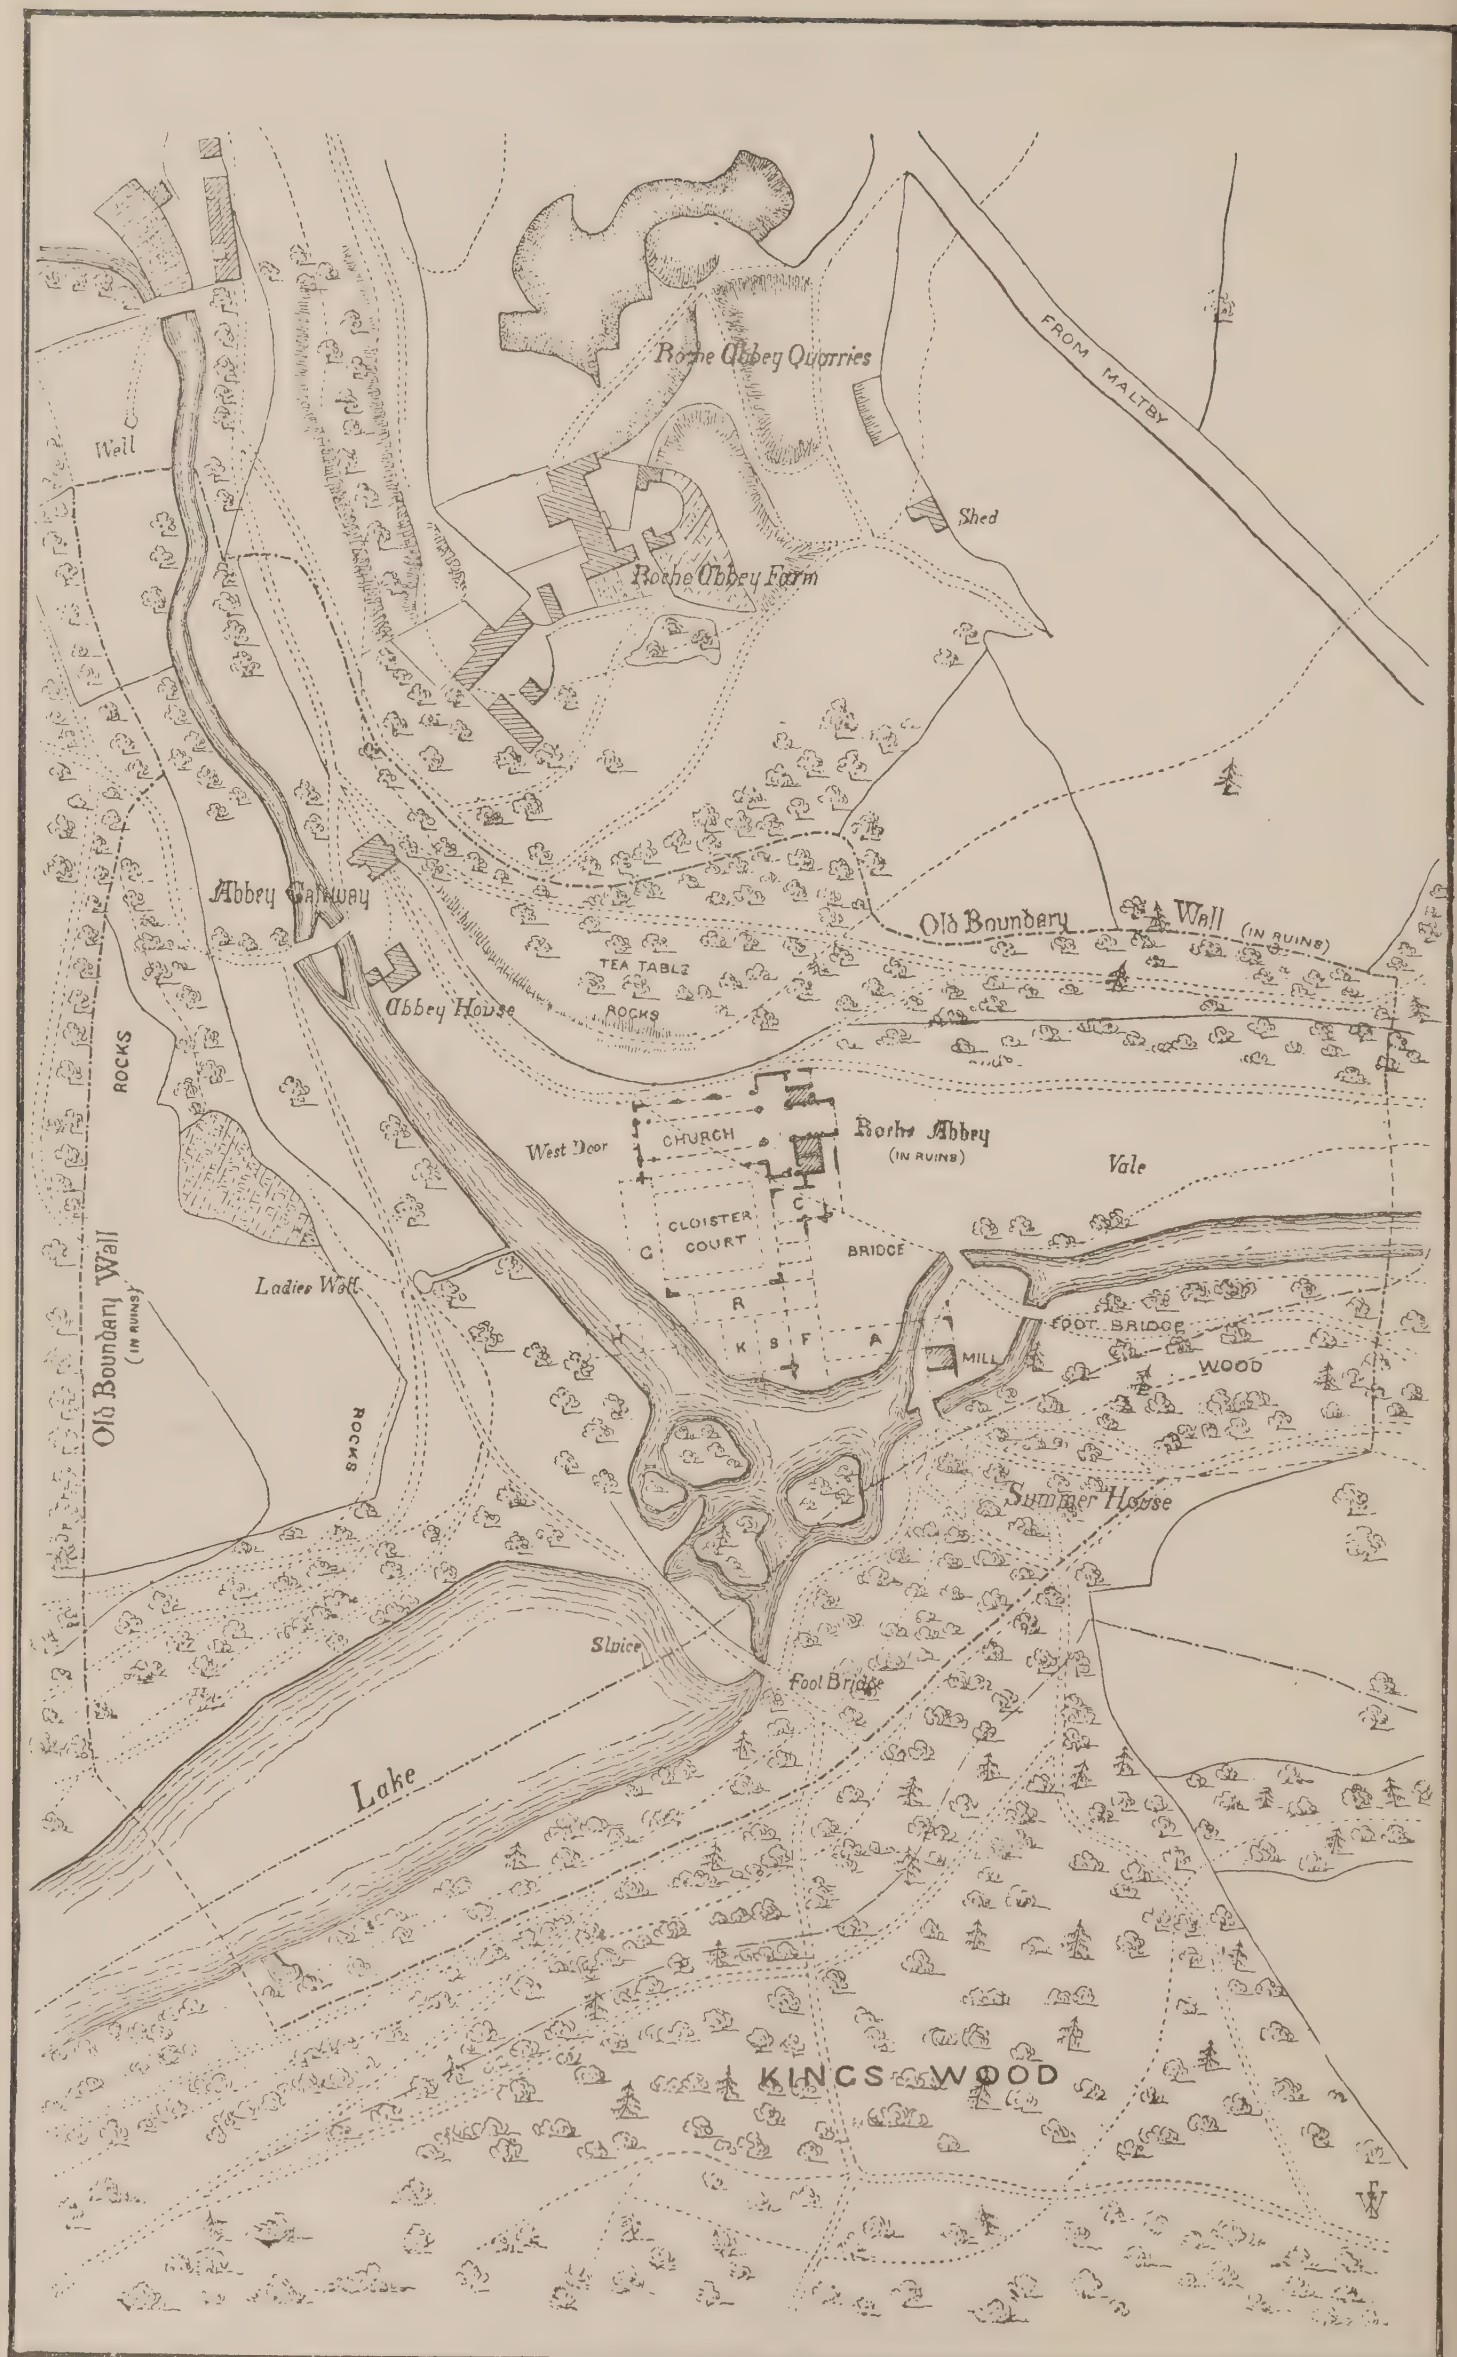 FROM MALTBY
Roche Abbey Quarries
Well
Shed
Roche Abbey Farm
Abbey Gateway
Old Boundary Wall (IN RUINS)
TEA TABLE
ROCKS
Abbey House
ROCKS
West Door
CHURCH
Roche Abbey
(IN RUINS)
Vale
C
CLOISTER
COURT
C
BRIDGE
Old Boundary Wall
(IN RUINS)
Ladies Well
R
K S F A
MILL
FOOT BRIDGE
WOOD
ROCKS
Summer House
Sluice
Foot Bridge
Lake
KINGS WOOD